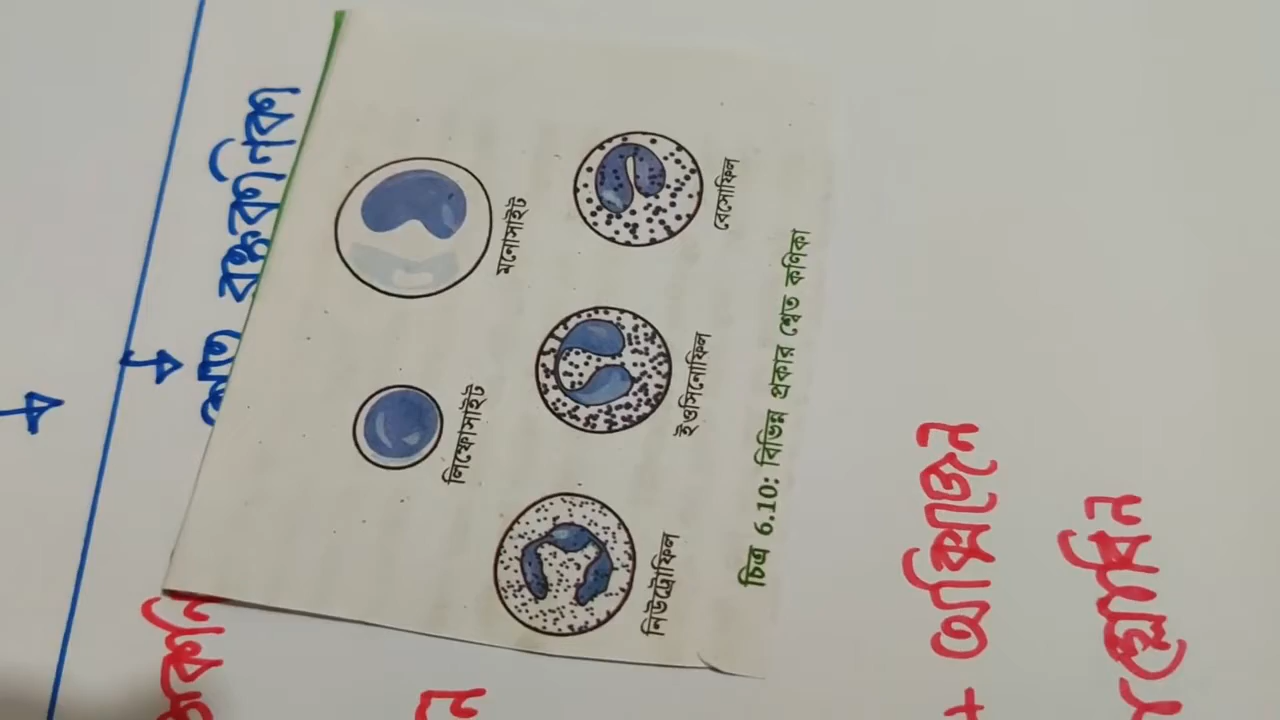 শ্বেত রক্তকণিকা
লিম্ফোসাইট
মনোসাইট
নিউট্রোফিল
ইওসিনোফিল
বেসোফিল
চিত্র 6.10: বিভিন্ন প্রকার শ্বেত কণিকা
+ অক্সিজেন